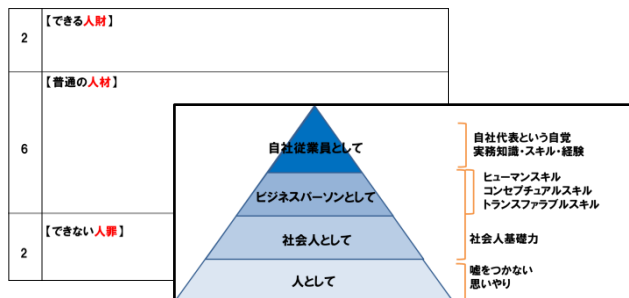 2
【できる人財】
6
【普通の人材】
2
【できない人罪】
自社従業員として
ビジネスパーソンとして
社会人として
人として
自社代表という自覚
実務知識・スキル・経験
ヒューマンスキル
コンセプチュアルスキル
トランスファラブルスキル
社会人基礎力
嘘をつかない
思いやり